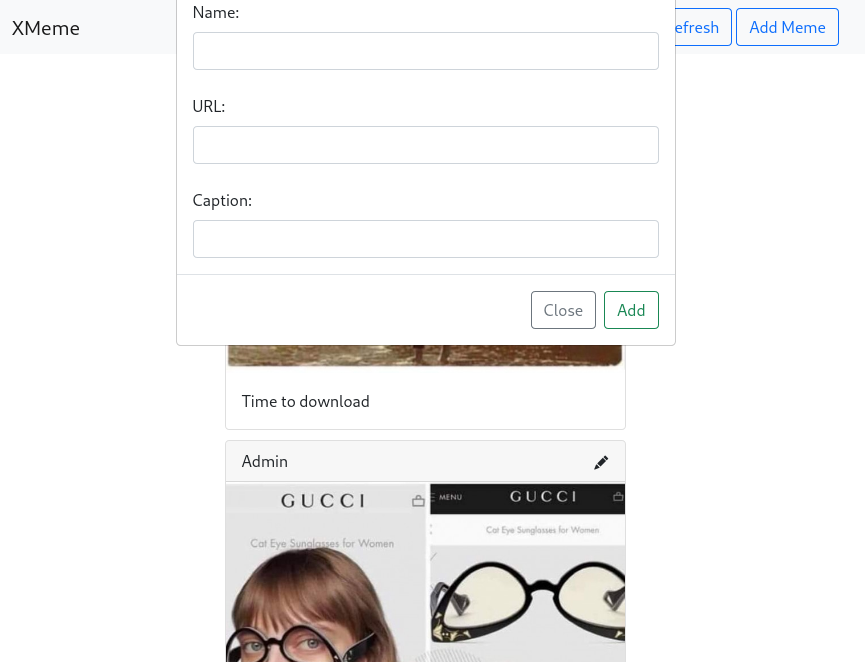 XMeme
Name:
efresh
Add Meme
URL:
Caption:
Close
Add
Time to download
Admin
GUCCI
Cat Eye Sunglasses for Women
MENU
GUCCI
Cat Eye Sunglasses for Women